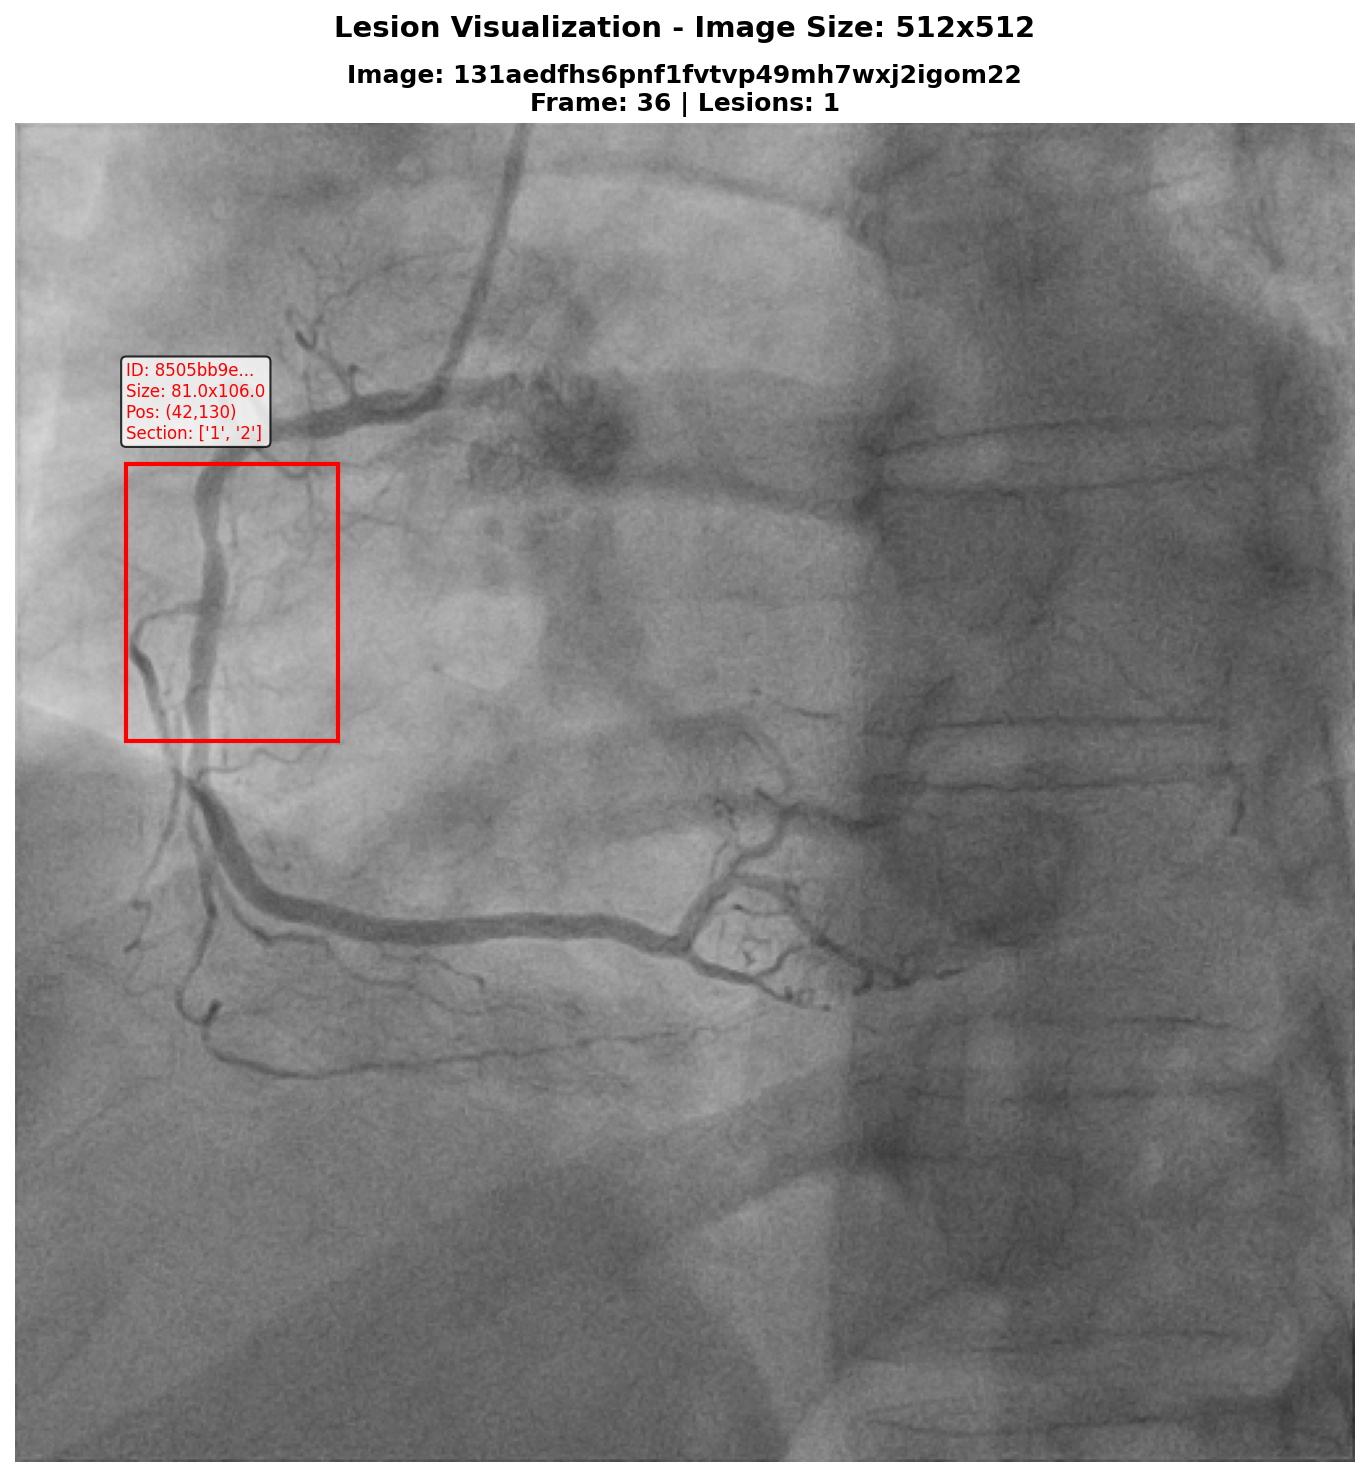 Lesion Visualization - Image Size: 512x512
Image: 131aedfhs6pnf1fvtvp49mh7wxj2igom22
Frame: 36 | Lesions: 1
ID: 8505bb9e...
Size: 81.0x106.0
Pos: (42,130)
Section: ['1', '2']